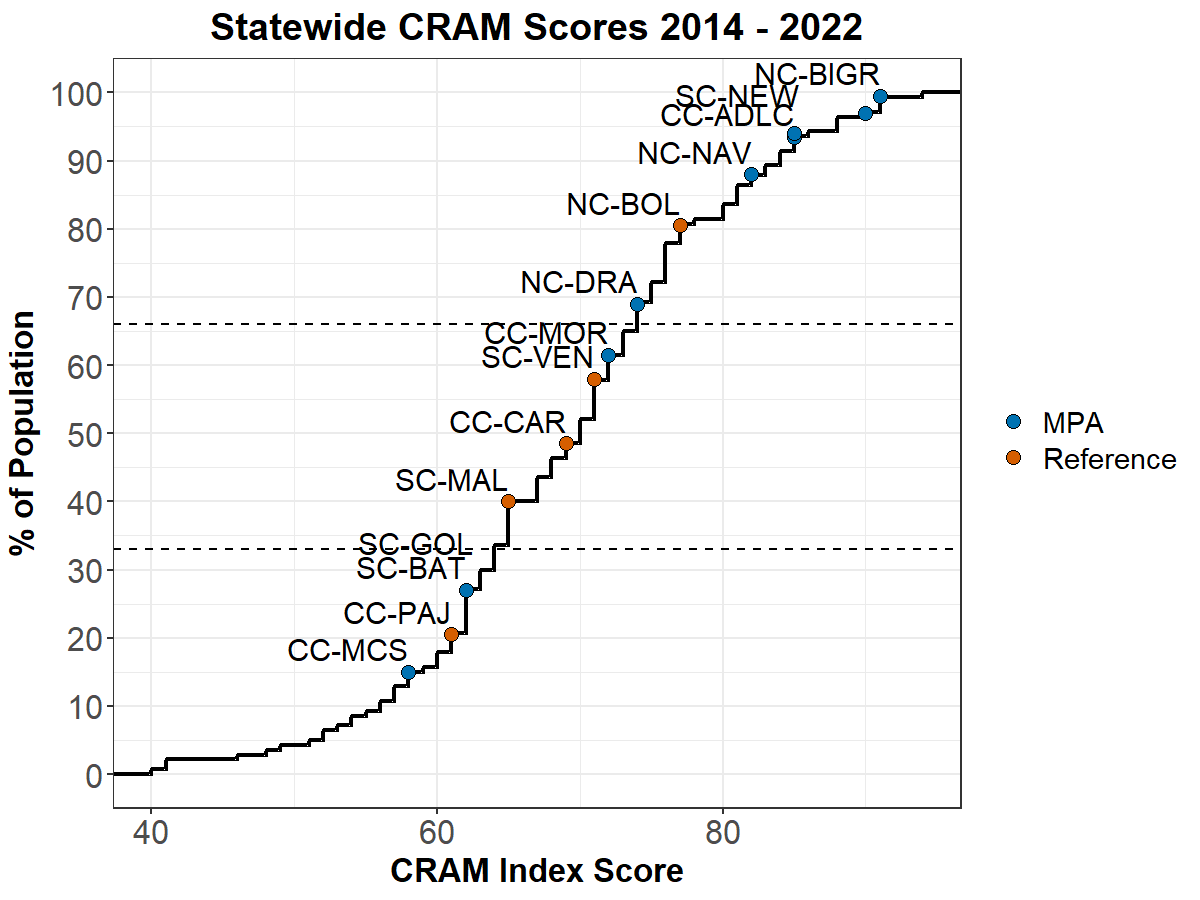 Statewide CRAM Scores 2014 - 2022
NC-BIGR
SC-NEW
CC-ADLC
NC-NAV
NC-BOL
NC-DRA
CC-MOR
SC-VEN
CC-CAR
SC-MAL
SC-GOL
SC-BAT
CC-PAJ
CC-MCS
100
90
80
70
60
50
40
30
20
10
0
% of Population
40
60
80
CRAM Index Score
MPA
Reference